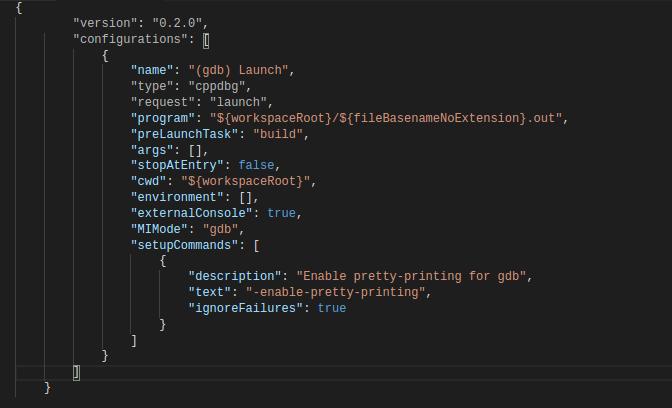 {
"version": "0.2.0",
"configurations": [
{
"name": "(gdb) Launch",
"type": "cppdbg",
"request": "launch",
"program": "${workspaceRoot}/${fileBasenameNoExtension}.out",
"preLaunchTask": "build",
"args": [],
"stopAtEntry": false,
"cwd": "${workspaceRoot}",
"environment": [],
"externalConsole": true,
"MIMode": "gdb",
"setupCommands": [
{
"description": "Enable pretty-printing for gdb",
"text": "-enable-pretty-printing",
"ignoreFailures": true
}
]
}
]
}